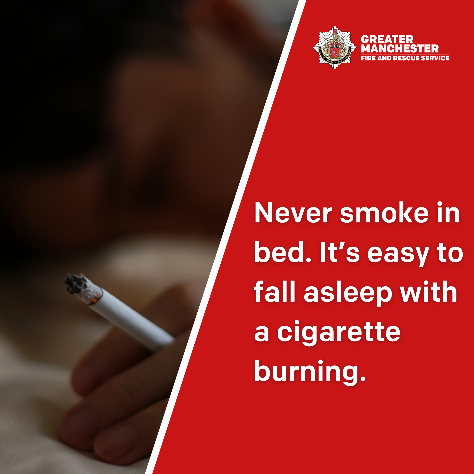 GREATER
MANCHESTER
FIRE AND RESCUE SERVICE
Never smoke in
bed. It's easy to
fall asleep with
a cigarette
burning.